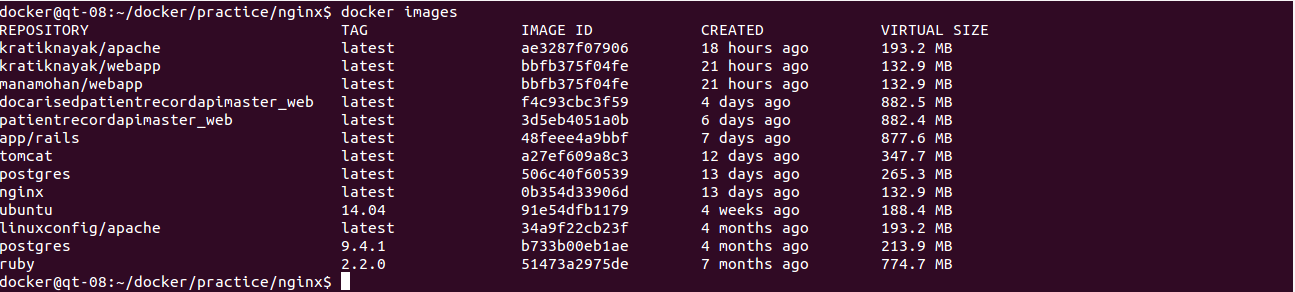 docker@qt-08:~/docker/practice/nginx$ docker images
REPOSITORY TAG IMAGE ID CREATED VIRTUAL SIZE
kratiknayak/apache latest ae3287f07906 18 hours ago 193.2 MB
kratiknayak/webapp latest bbfb375f04fe 21 hours ago 132.9 MB
manamohan/webapp latest bbfb375f04fe 21 hours ago 132.9 MB
docarisedpatientrecordapimaster_web latest f4c93cbc3f59 4 days ago 882.5 MB
patientrecordapimaster_web latest 3d5eb4051a0b 6 days ago 882.4 MB
app/rails latest 48feee4a9bbf 7 days ago 877.6 MB
tomcat latest a27ef609a8c3 12 days ago 347.7 MB
postgres latest 506c40f60539 13 days ago 265.3 MB
nginx latest 0b354d33906d 13 days ago 132.9 MB
ubuntu 14.04 91e54dfb1179 4 weeks ago 188.4 MB
linuxconfig/apache latest 34a9f22cb23f 4 months ago 193.2 MB
postgres 9.4.1 b733b00eb1ae 4 months ago 213.9 MB
ruby 2.2.0 51473a2975de 7 months ago 774.7 MB
docker@qt-08:~/docker/practice/nginx$